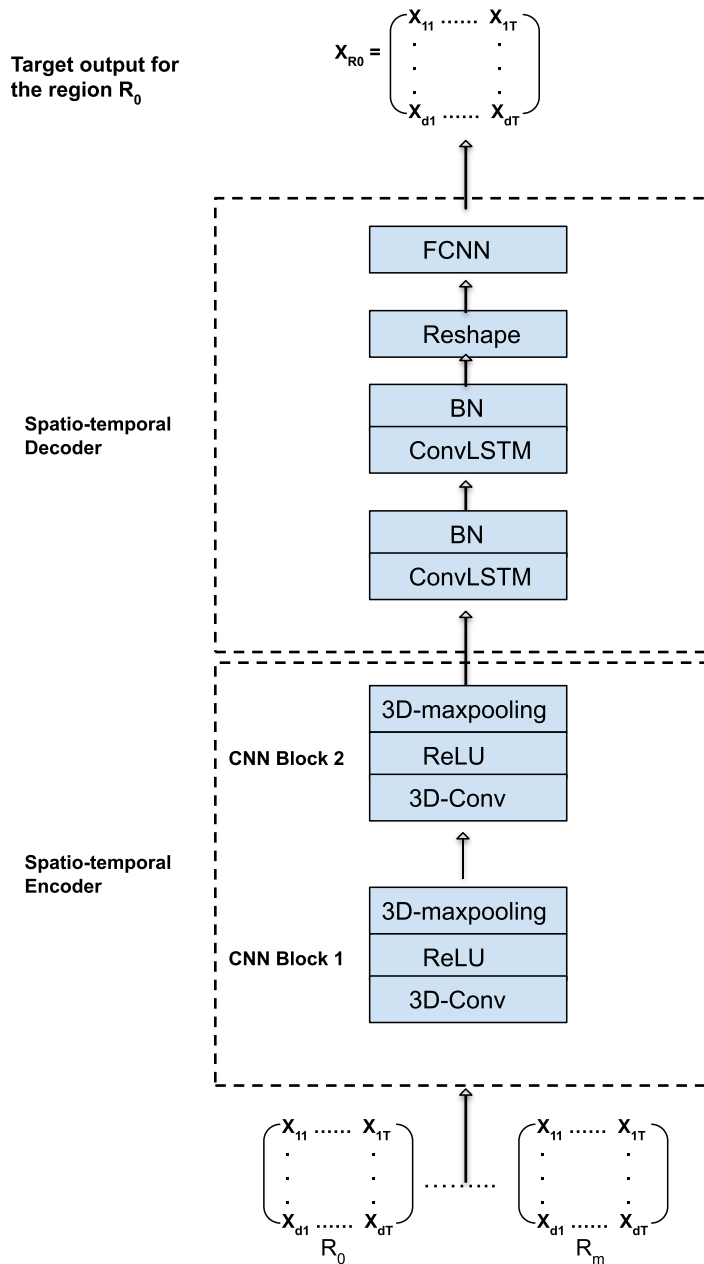 Target output for
the region R0
XR0 =
X11 ...... X1T
Xd1 ...... XdT
FCNN
Reshape
BN
ConvLSTM
Spatio-temporal
Decoder
BN
ConvLSTM
3D-maxpooling
ReLU
3D-Conv
CNN Block 2
Spatio-temporal
Encoder
3D-maxpooling
ReLU
3D-Conv
CNN Block 1
X11 ...... X1T
Xd1 ...... XdT
R0
X11 ...... X1T
Xd1 ...... XdT
Rm